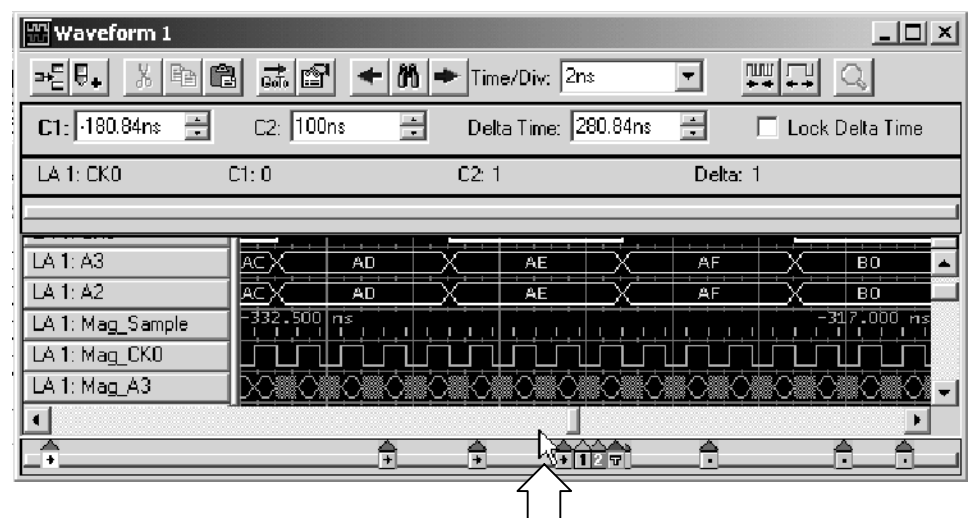 Waveform 1
GoTo Time/Div: 2ns
C1: -180.84ns C2: 100ns Delta Time: 280.84ns Lock Delta Time
LA 1: CK0 C1: 0 C2: 1 Delta: 1
LA 1: A3 AC AD AE AF B0
LA 1: A2 AC AD AE AF B0
LA 1: Mag_Sample -332.500 ns -317.000 ns
LA 1: Mag_CK0
LA 1: Mag_A3
1 2 T